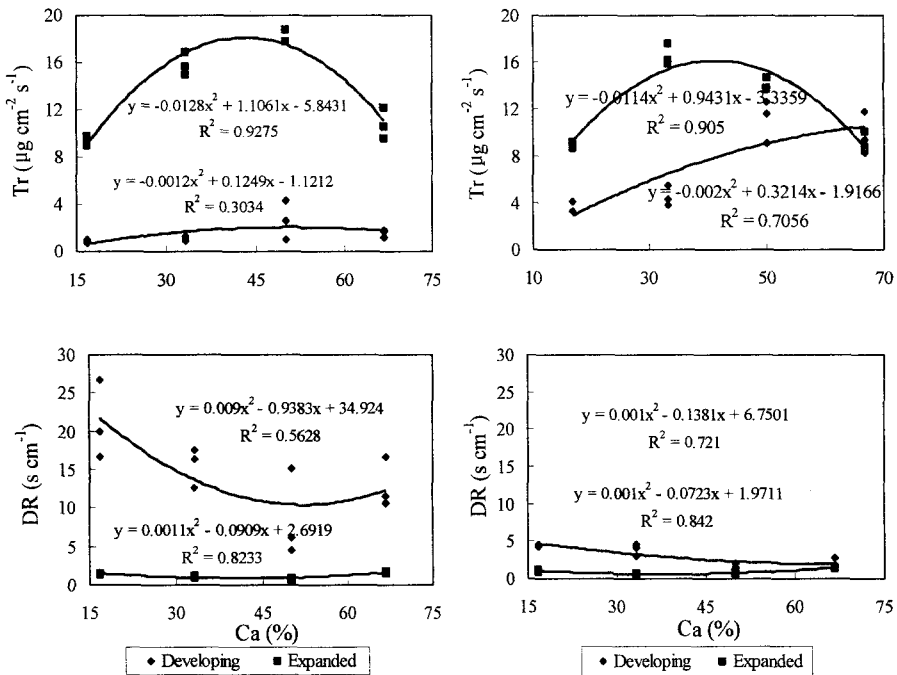 20
16
12
8
4
0
Tr (µg cm⁻² s⁻¹)
y = -0.0128x² + 1.1061x - 5.8431
R² = 0.9275
y = -0.0012x² + 0.1249x - 1.1212
R² = 0.3034
15 30 45 60 75
20
16
12
8
4
0
Tr (µg cm⁻² s⁻¹)
y = -0.0114x² + 0.9431x - 3.3359
R² = 0.905
y = -0.002x² + 0.3214x - 1.9166
R² = 0.7056
10 30 50 70
30
25
20
15
10
5
0
DR (s cm⁻¹)
y = 0.009x² - 0.9383x + 34.924
R² = 0.5628
y = 0.0011x² - 0.0909x + 2.6919
R² = 0.8233
15 30 45 60 75
Ca (%)
Developing Expanded
30
25
20
15
10
5
0
DR (s cm⁻¹)
y = 0.001x² - 0.1381x + 6.7501
R² = 0.721
y = 0.001x² - 0.0723x + 1.9711
R² = 0.842
15 30 45 60 75
Ca (%)
Developing Expanded